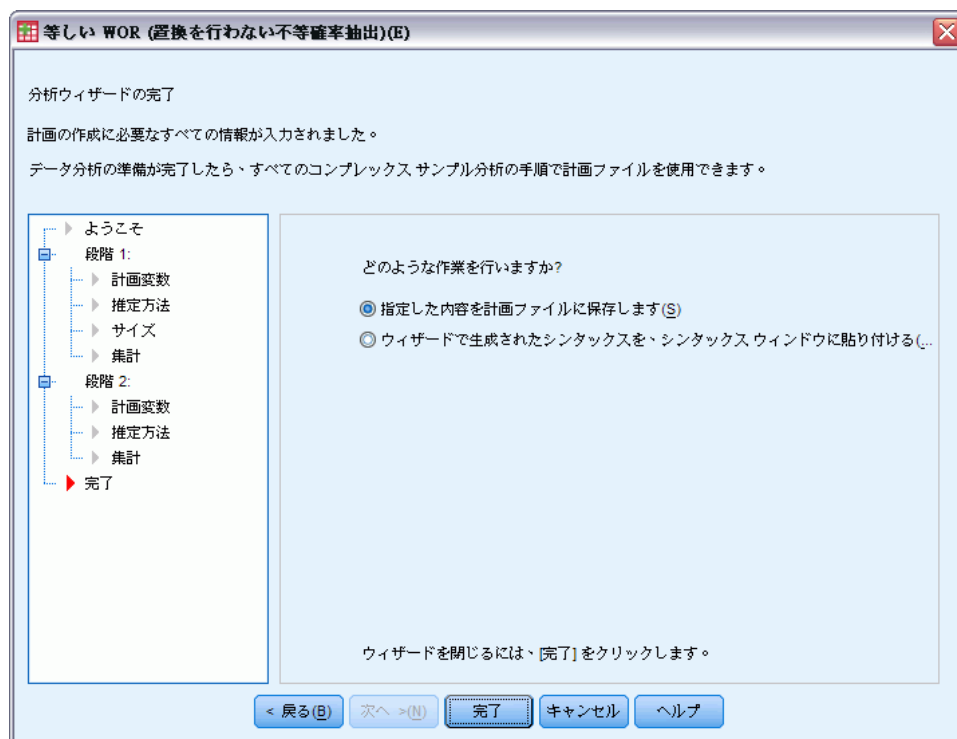 等しい WOR (置換を行わない不等確率抽出)(E)
分析ウィザードの完了
計画の作成に必要なすべての情報が入力されました。
データ分析の準備が完了したら、すべてのコンプレックス サンプル分析の手順で計画ファイルを使用できます。
ようこそ
段階 1:
計画変数
推定方法
サイズ
集計
段階 2:
計画変数
推定方法
集計
完了
どのような作業を行いますか?
指定した内容を計画ファイルに保存します(S)
ウィザードで生成されたシンタックスを、シンタックス ウィンドウに貼り付ける(...
ウィザードを閉じるには、[完了] をクリックします。
< 戻る(B)
次へ >(N)
完了
キャンセル
ヘルプ